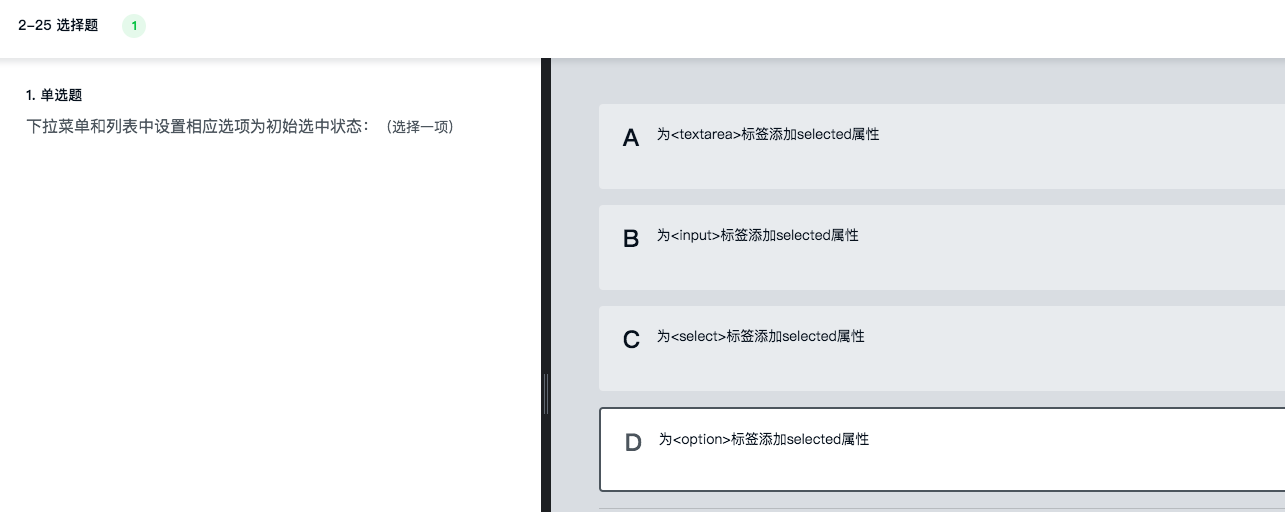 2-25 选择题 1
1. 单选题
下拉菜单和列表中设置相应选项为初始选中状态：（选择一项）
A 为<textarea>标签添加selected属性
B 为<input>标签添加selected属性
C 为<select>标签添加selected属性
D 为<option>标签添加selected属性